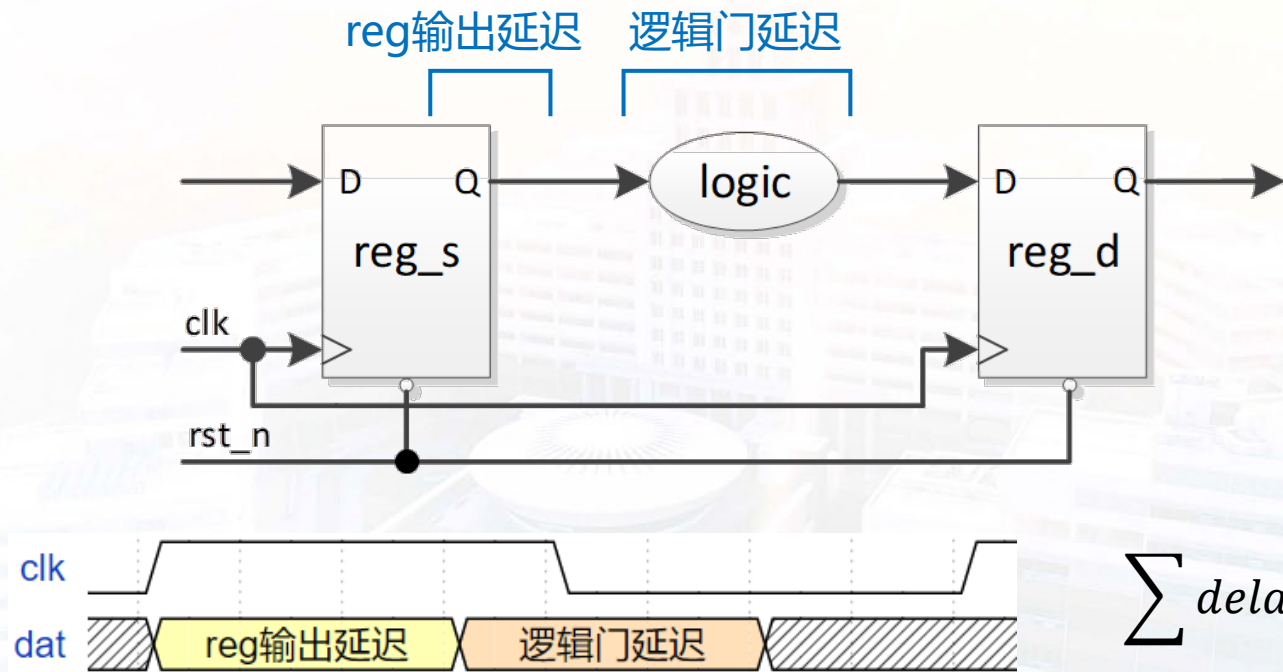 reg输出延迟 逻辑门延迟
D Q logic D Q
reg_s reg_d
clk
rst_n
clk
dat reg输出延迟 逻辑门延迟
∑ dela